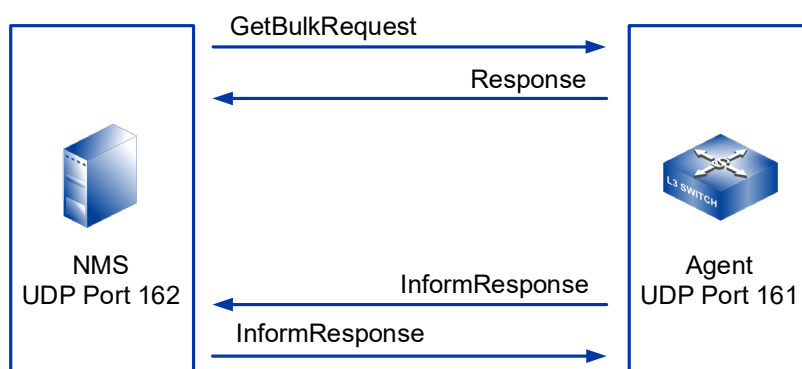 GetBulkRequest
Response
L3 SWITCH
S
NMS
UDP Port 162
Agent
UDP Port 161
InformResponse
InformResponse